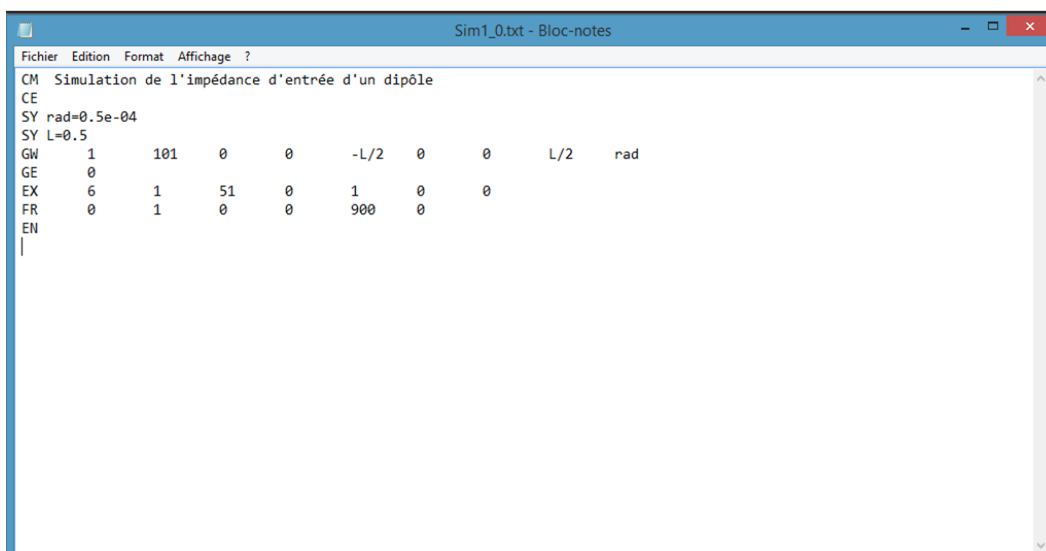 Sim1_0.txt - Bloc-notes
Fichier Edition Format Affichage ?
CM Simulation de l'impédance d'entrée d'un dipôle
CE
SY rad=0.5e-04
SY L=0.5
GW 1 101 0 0 -L/2 0 0 L/2 rad
GE 0
EX 6 1 51 0 1 0 0
FR 0 1 0 0 900 0
EN